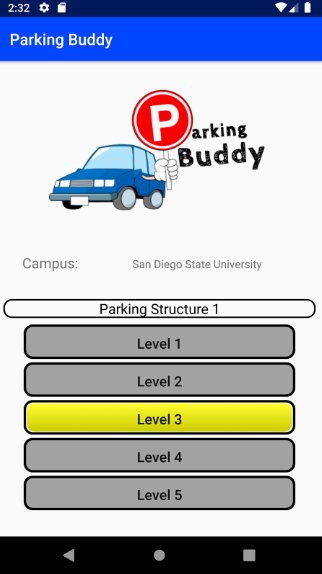 2:32
Parking Buddy
Parking
Buddy
Campus: San Diego State University
Parking Structure 1
Level 1
Level 2
Level 3
Level 4
Level 5